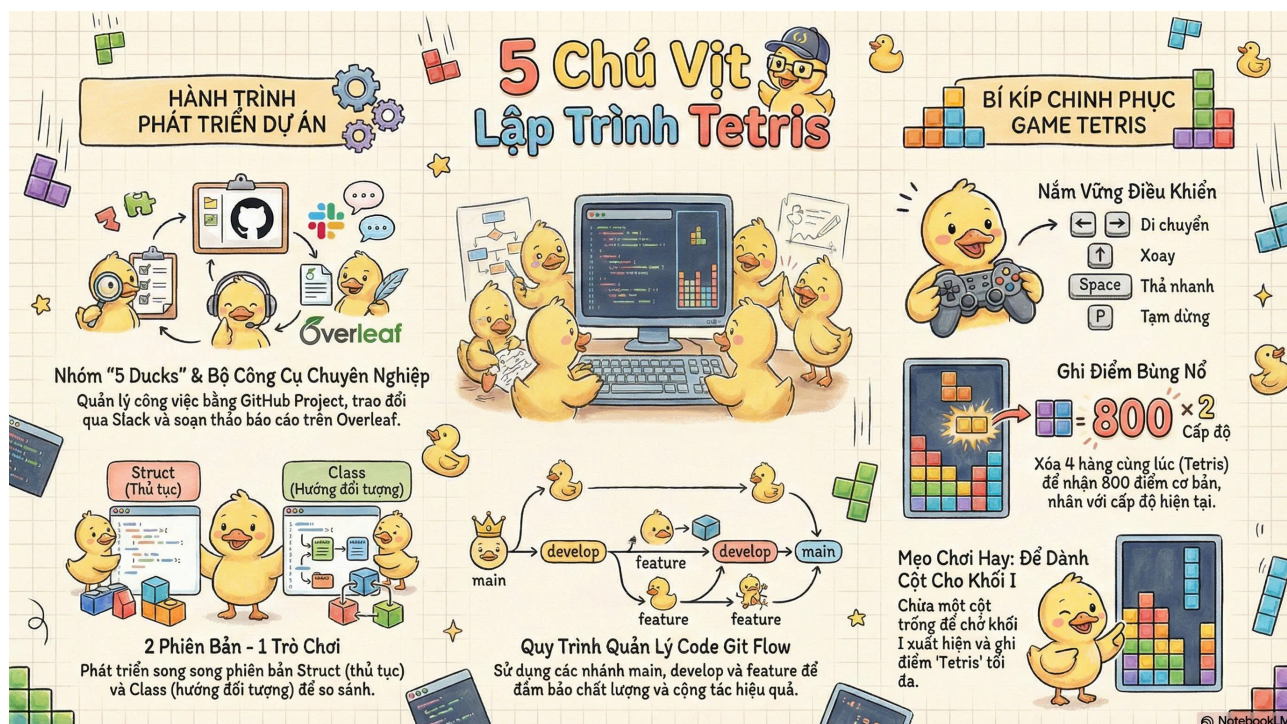 5 Chú Vịt
Lập Trình Tetris
HÀNH TRÌNH
PHÁT TRIỂN DỰ ÁN
Overleaf
Nhóm “5 Ducks” & Bộ Công Cụ Chuyên Nghiệp
Quản lý công việc bằng GitHub Project, trao đổi
qua Slack và soạn thảo báo cáo trên Overleaf.
Struct
(Thủ tục)
Class
(Hướng đối tượng)
2 Phiên Bản – 1 Trò Chơi
Phát triển song song phiên bản Struct (thủ tục)
và Class (hướng đối tượng) để so sánh.
main
develop
feature
feature
feature
develop
main
Quy Trình Quản Lý Code Git Flow
Sử dụng các nhánh main, develop và feature để
đảm bảo chất lượng và cộng tác hiệu quả.
BÍ KÍP CHINH PHỤC
GAME TETRIS
Nắm Vững Điều Khiển
← → Di chuyển
↑ Xoay
Space Thả nhanh
P Tạm dừng
Ghi Điểm Bùng Nổ
= 800 × 2
Cấp độ
Xóa 4 hàng cùng lúc (Tetris)
để nhận 800 điểm cơ bản,
nhân với cấp độ hiện tại.
Mẹo Chơi Hay: Để Dành
Cột Cho Khối I
Chừa một cột
trống để chờ khối
I xuất hiện và ghi
điểm 'Tetris' tối
đa.